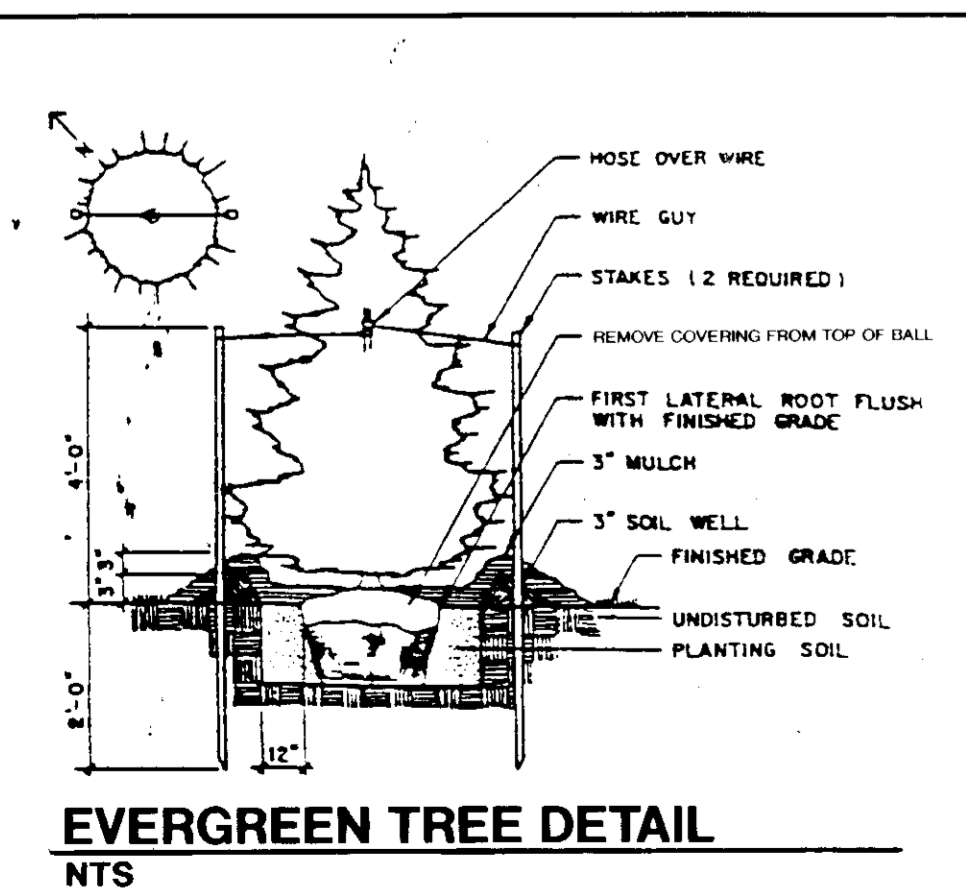 N
HOSE OVER WIRE
WIRE GUY
STAKES (2 REQUIRED)
REMOVE COVERING FROM TOP OF BALL
FIRST LATERAL ROOT FLUSH
WITH FINISHED GRADE
3" MULCH
3" SOIL WELL
FINISHED GRADE
UNDISTURBED SOIL
PLANTING SOIL
4'-0"
3" 3"
2'-0"
12"
EVERGREEN TREE DETAIL
NTS